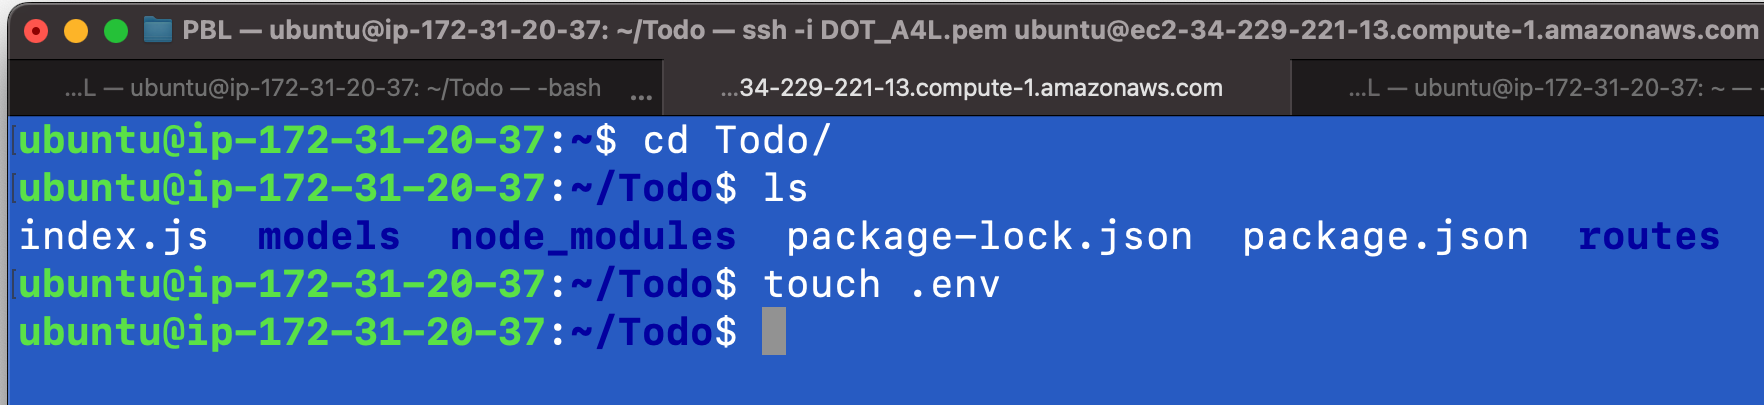 PBL — ubuntu@ip-172-31-20-37: ~/Todo — ssh -i DOT_A4L.pem ubuntu@ec2-34-229-221-13.compute-1.amazonaws.com
...L — ubuntu@ip-172-31-20-37: ~/Todo — -bash ... ...34-229-221-13.compute-1.amazonaws.com ...L — ubuntu@ip-172-31-20-37: ~ — -
ubuntu@ip-172-31-20-37:~$ cd Todo/
ubuntu@ip-172-31-20-37:~/Todo$ ls
index.js models node_modules package-lock.json package.json routes
ubuntu@ip-172-31-20-37:~/Todo$ touch .env
ubuntu@ip-172-31-20-37:~/Todo$